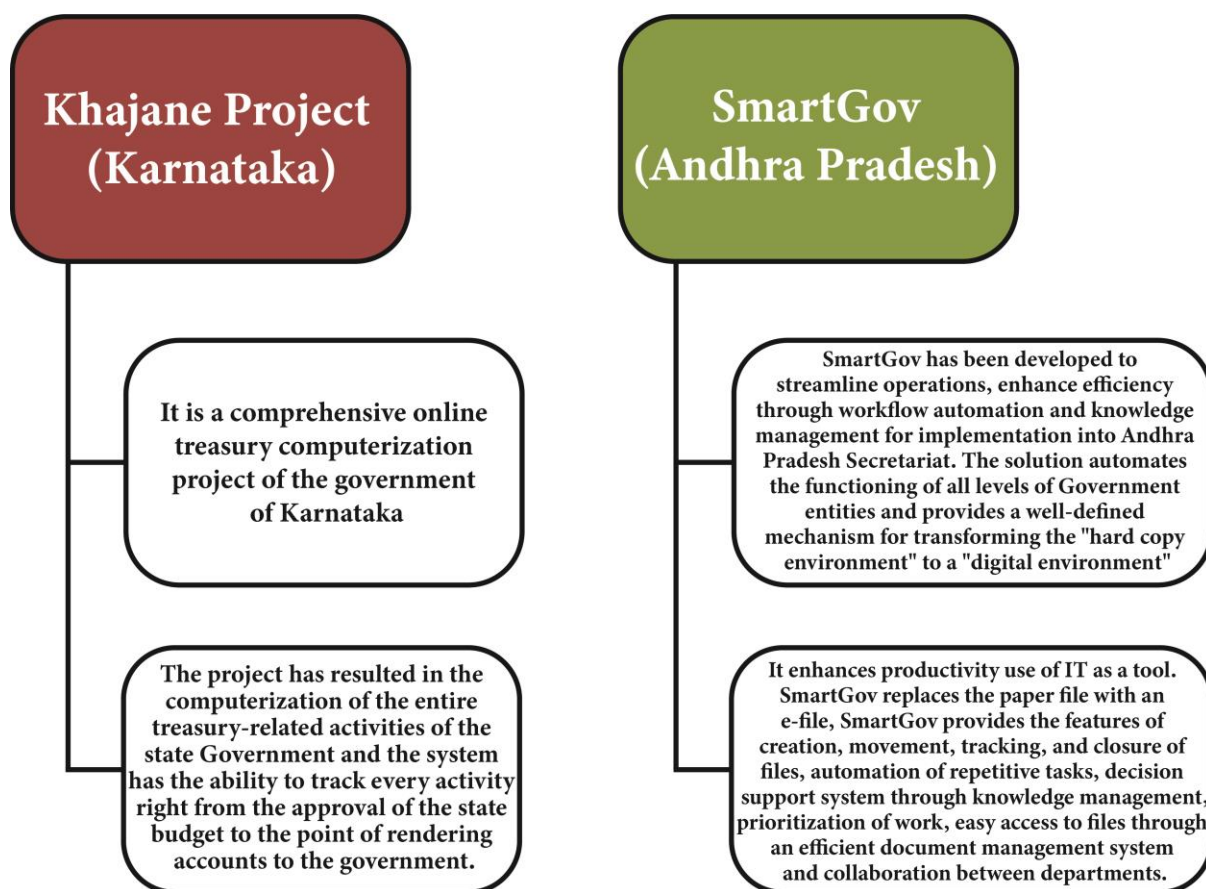 Khajane Project
(Karnataka)
It is a comprehensive online
treasury computerization
project of the government
of Karnataka
The project has resulted in the
computerization of the entire
treasury-related activities of the
state Government and the system
has the ability to track every activity
right from the approval of the state
budget to the point of rendering
accounts to the government.
SmartGov
(Andhra Pradesh)
SmartGov has been developed to
streamline operations, enhance efficiency
through workflow automation and knowledge
management for implementation into Andhra
Pradesh Secretariat. The solution automates
the functioning of all levels of Government
entities and provides a well-defined
mechanism for transforming the "hard copy
environment" to a "digital environment"
It enhances productivity use of IT as a tool.
SmartGov replaces the paper file with an
e-file, SmartGov provides the features of
creation, movement, tracking, and closure of
files, automation of repetitive tasks, decision
support system through knowledge management,
prioritization of work, easy access to files through
an efficient document management system
and collaboration between departments.